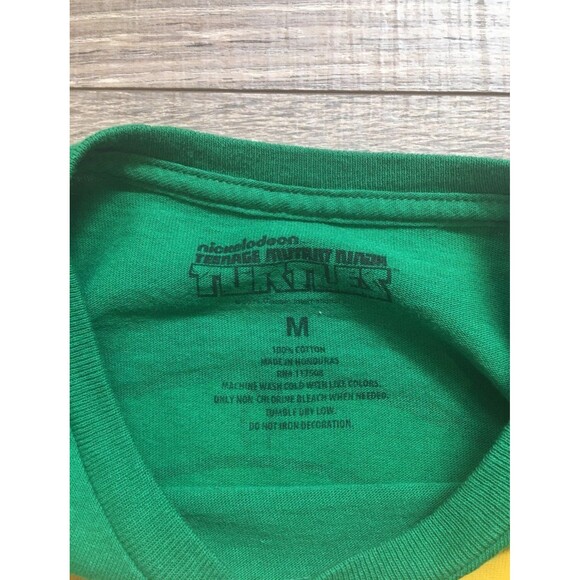 nickelodeon
TEENAGE MUTANT NINJA
TURTLES
M
100% COTTON
MADE IN HONDURAS
MACHINE WASH COLD WITH LIKE COLORS.
ONLY NON-CHLORINE BLEACH WHEN NEEDED.
TUMBLE DRY LOW.
DO NOT IRON DECORATION.